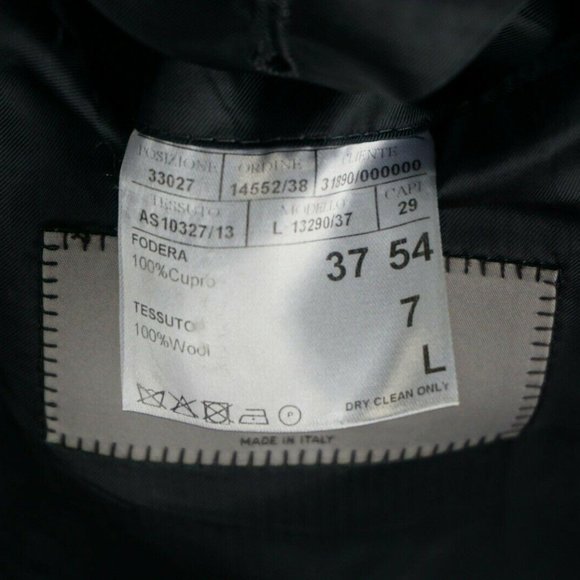 POSIZIONE ORDINE CLIENTE
33027 14552/38 31890/000000
TESSUTO MODELLO CAPI
AS10327/13 L- 13290/37 29
FODERA
100%Cupro
37 54
TESSUTO
100%Wool
7
L
P
DRY CLEAN ONLY
MADE IN ITALY